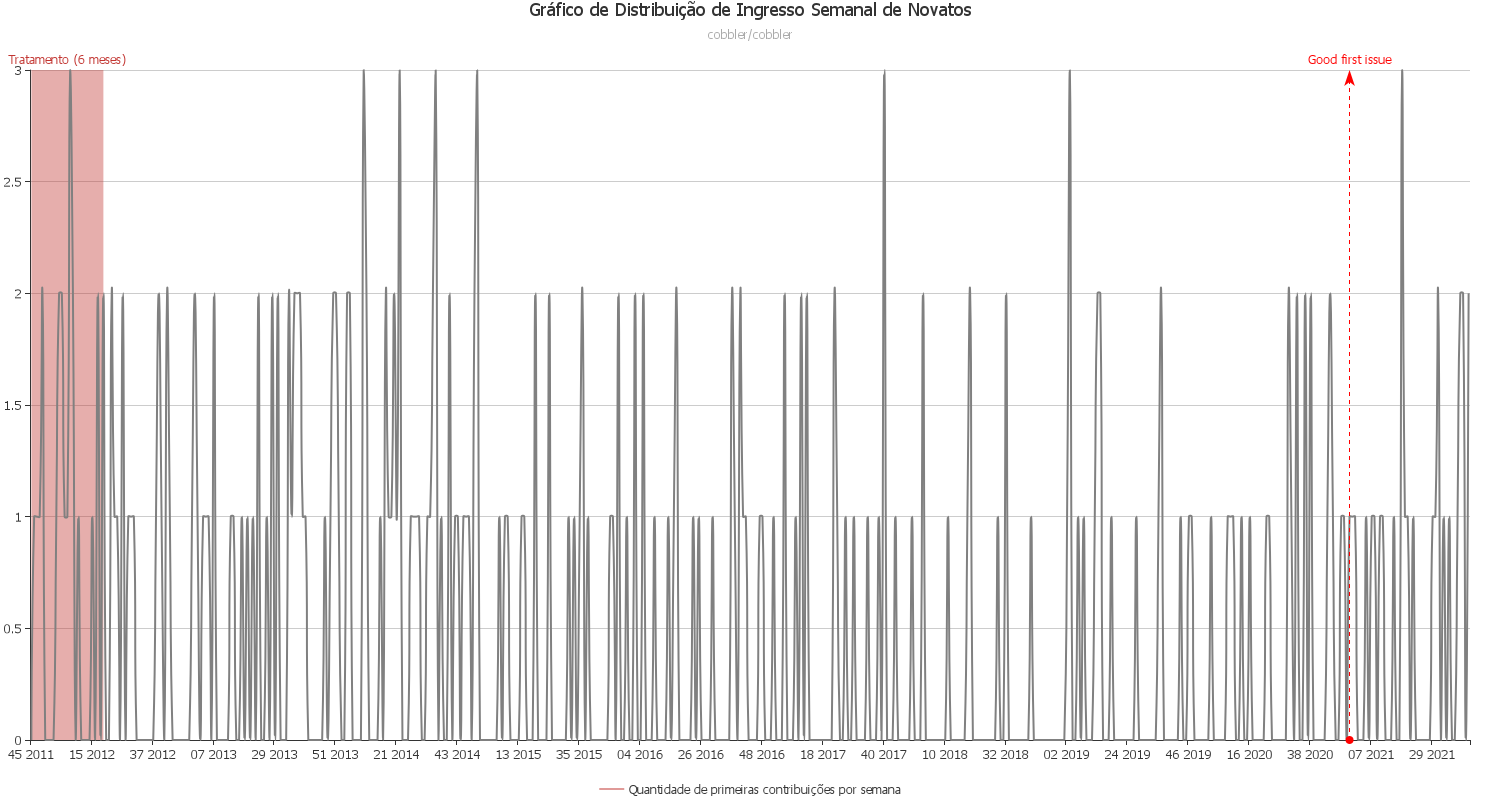 Gráfico de Distribuição de Ingresso Semanal de Novatos
cobbler/cobbler
Tratamento (6 meses)
Good first issue
3
2.5
2
1.5
1
0.5
0
45 2011 15 2012 37 2012 07 2013 29 2013 51 2013 21 2014 43 2014 13 2015 35 2015 04 2016 26 2016 48 2016 18 2017 40 2017 10 2018 32 2018 02 2019 24 2019 46 2019 16 2020 38 2020 07 2021 29 2021
Quantidade de primeiras contribuições por semana